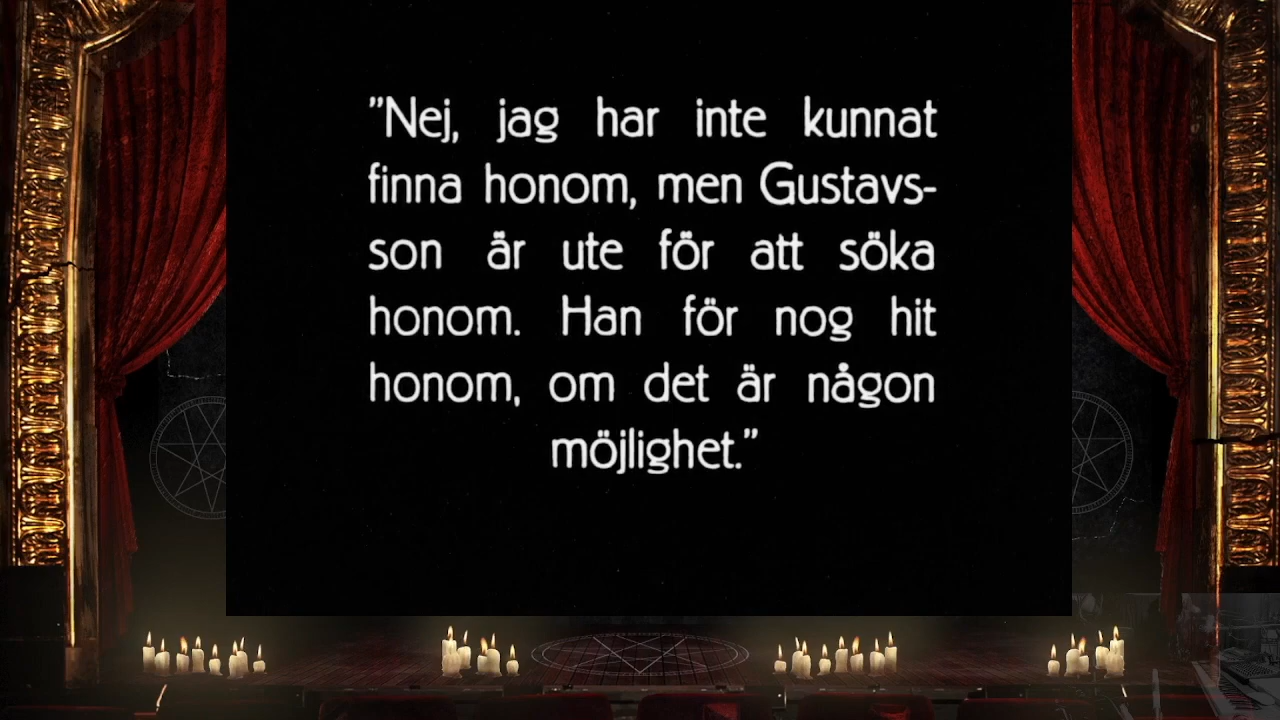 ”Nej, jag har inte kunnat
finna honom, men Gustavs-
son är ute för att söka
honom. Han för nog hit
honom, om det är någon
möjlighet.”